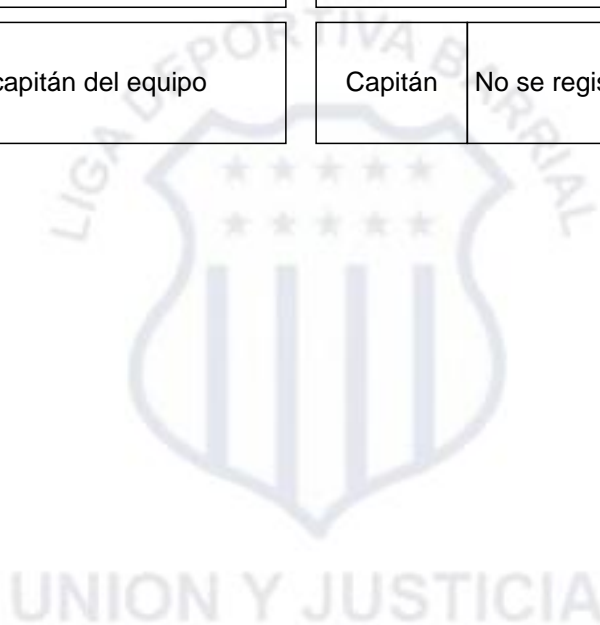 capitán del equipo
Capitán
No se regis
LIGA DEPORTIVA BARRIAL
UNION Y JUSTICIA